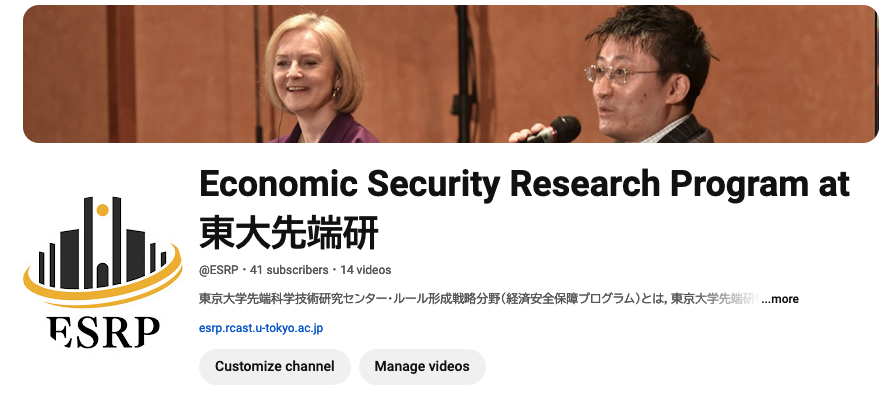 Economic Security Research Program at
東大先端研
@ESRP・41 subscribers・14 videos
東京大学先端科学技術研究センター・ルール形成戦略分野（経済安全保障プログラム）とは, 東京大学先端研 ...more
esrp.rcast.u-tokyo.ac.jp
ESRP
Customize channel
Manage videos